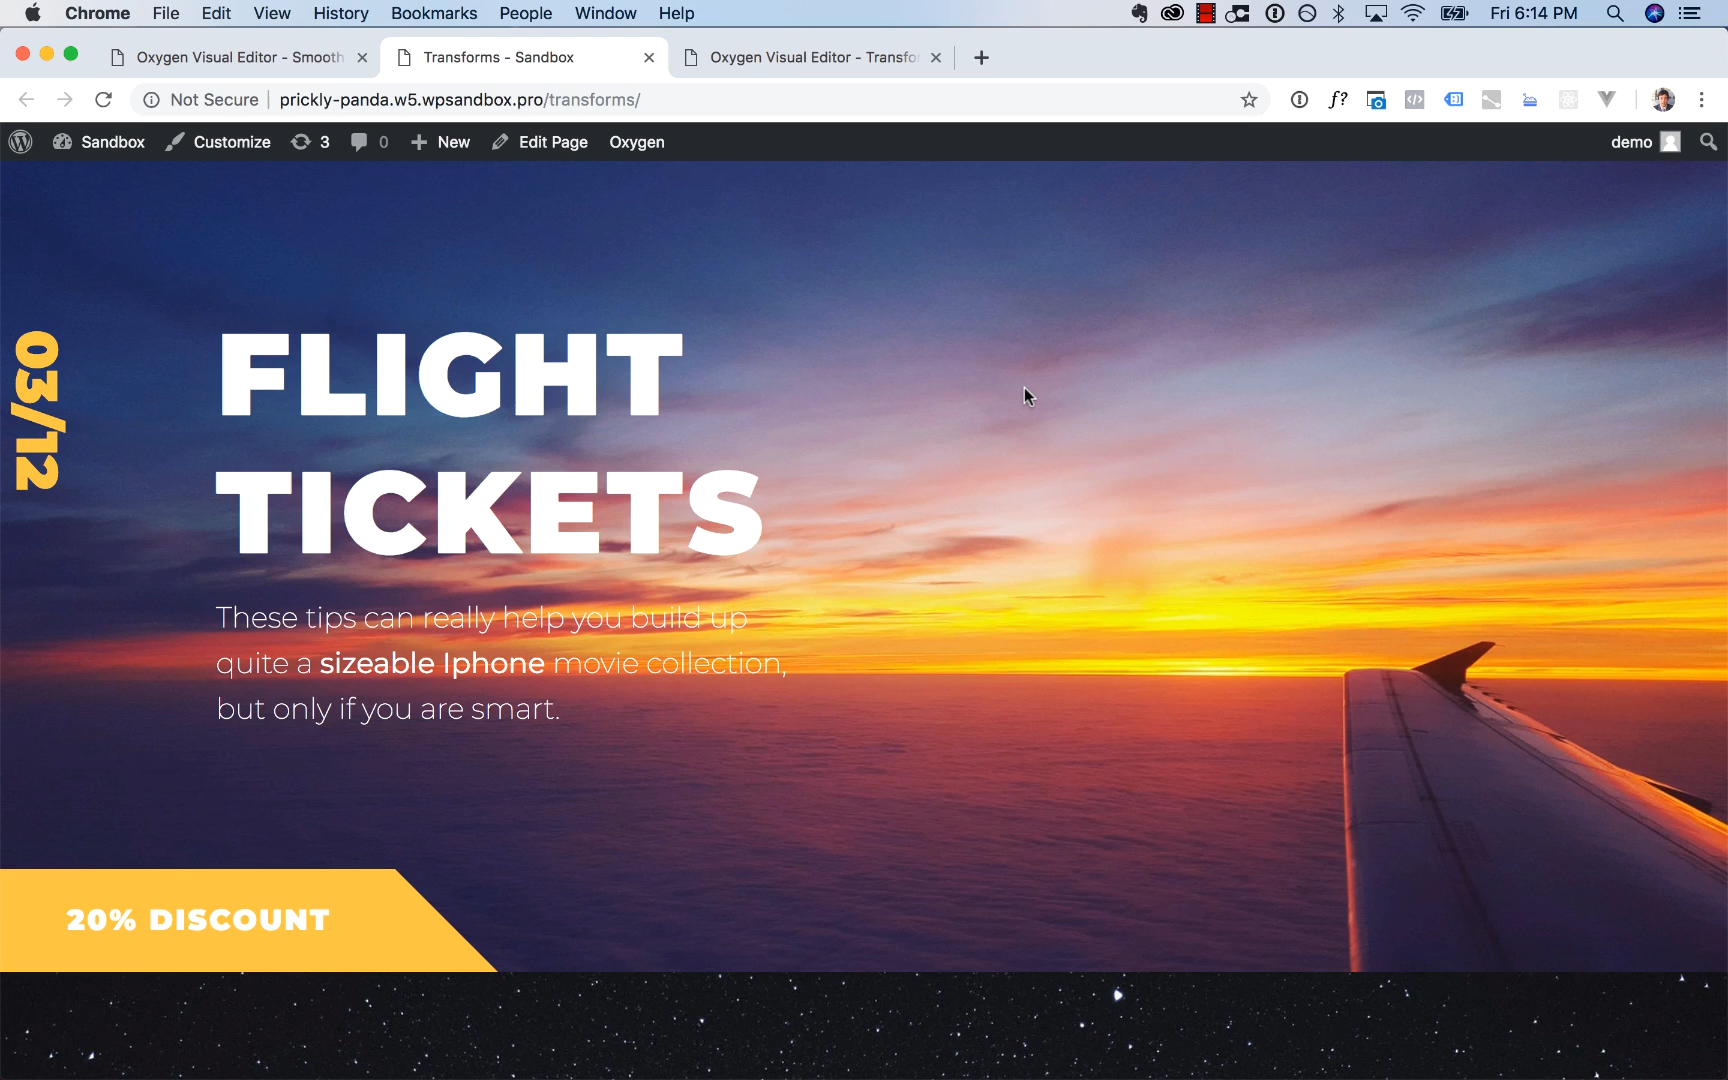 Chrome File Edit View History Bookmarks People Window Help Fri 6:14 PM
Oxygen Visual Editor - Smooth
Transforms - Sandbox
Oxygen Visual Editor - Transfo
Not Secure prickly-panda.w5.wpsandbox.pro/transforms/
f?
Sandbox Customize 3 0 New Edit Page Oxygen demo
03/12
FLIGHT
TICKETS
These tips can really help you build up
quite a sizeable Iphone movie collection,
but only if you are smart.
20% DISCOUNT